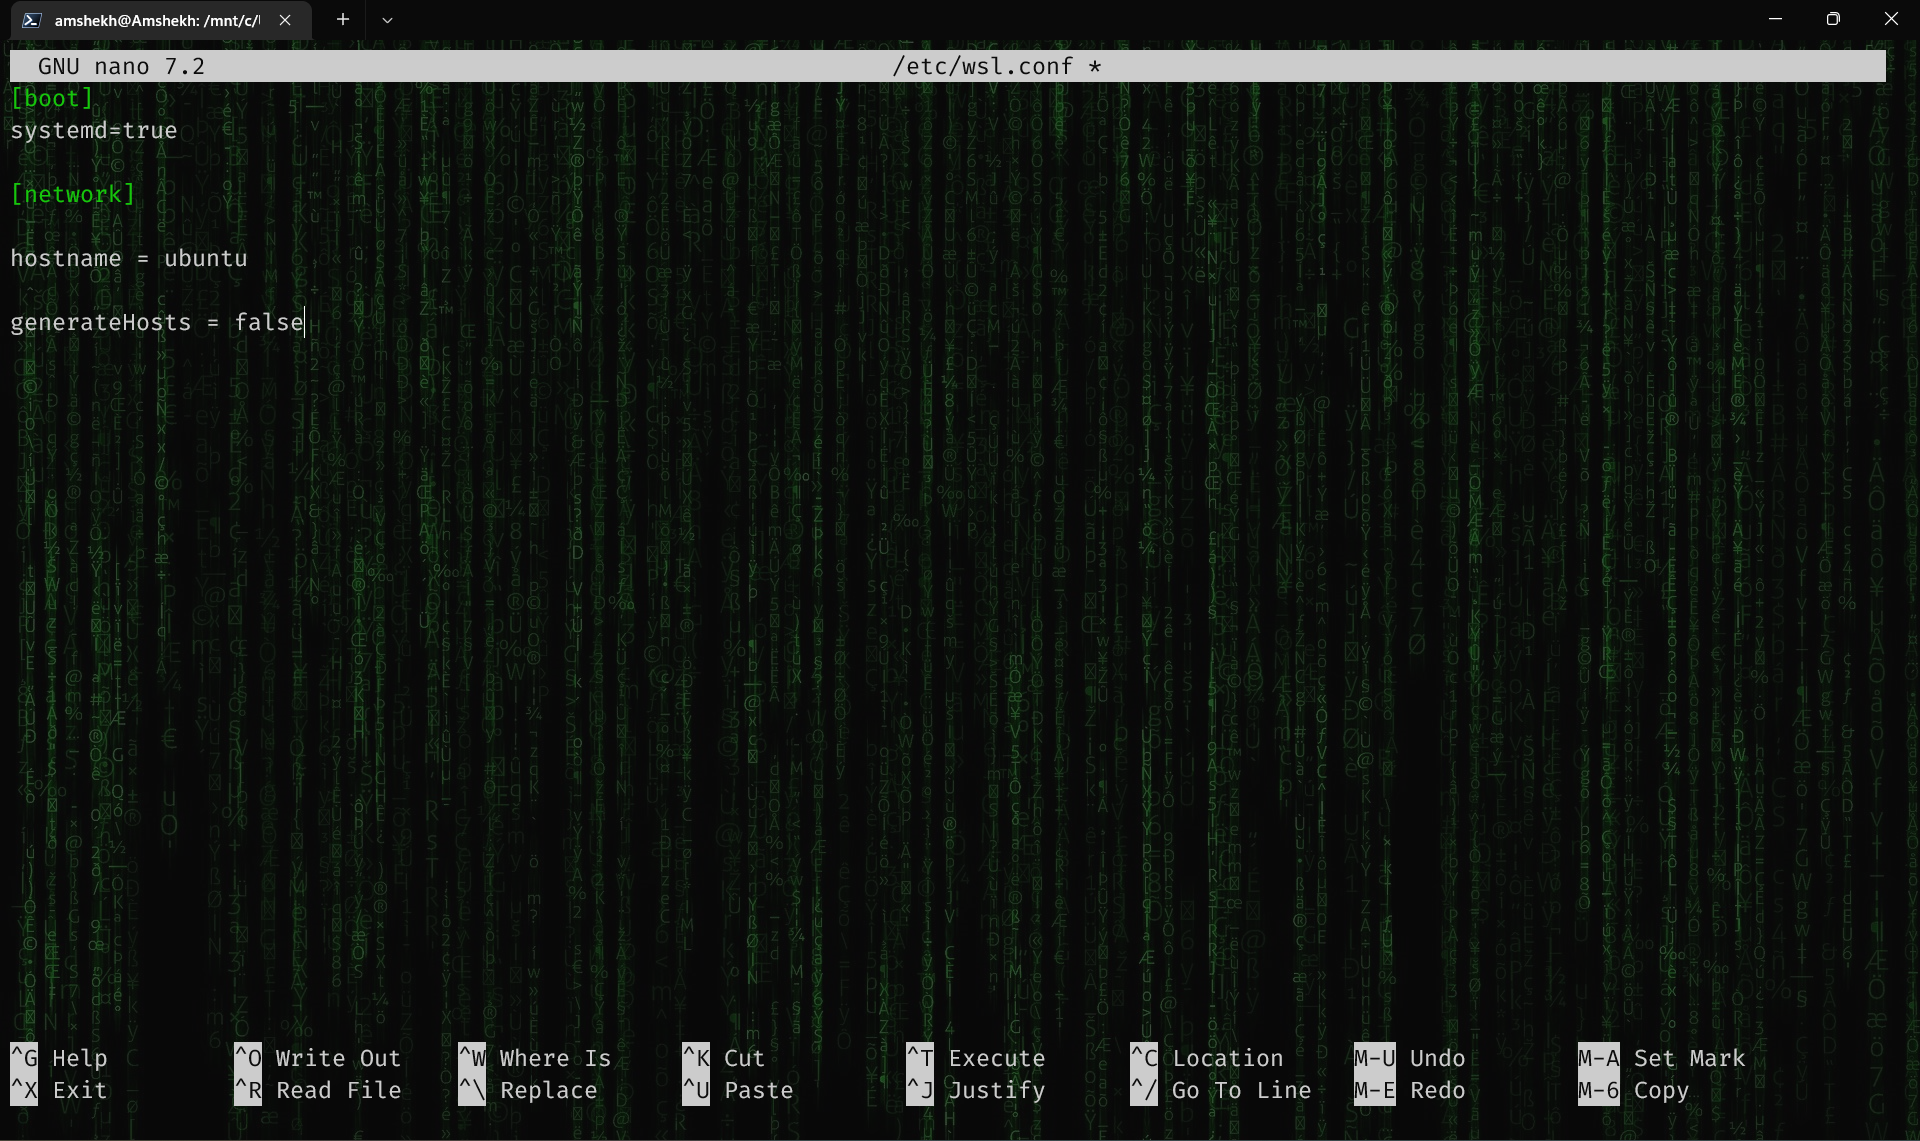 amshekh@Amshekh: /mnt/c/
GNU nano 7.2 /etc/wsl.conf *
[boot]
systemd=true
[network]
hostname = ubuntu
generateHosts = false
^G Help ^O Write Out ^W Where Is ^K Cut ^T Execute ^C Location M-U Undo M-A Set Mark
^X Exit ^R Read File ^\ Replace ^U Paste ^J Justify ^/ Go To Line M-E Redo M-6 Copy